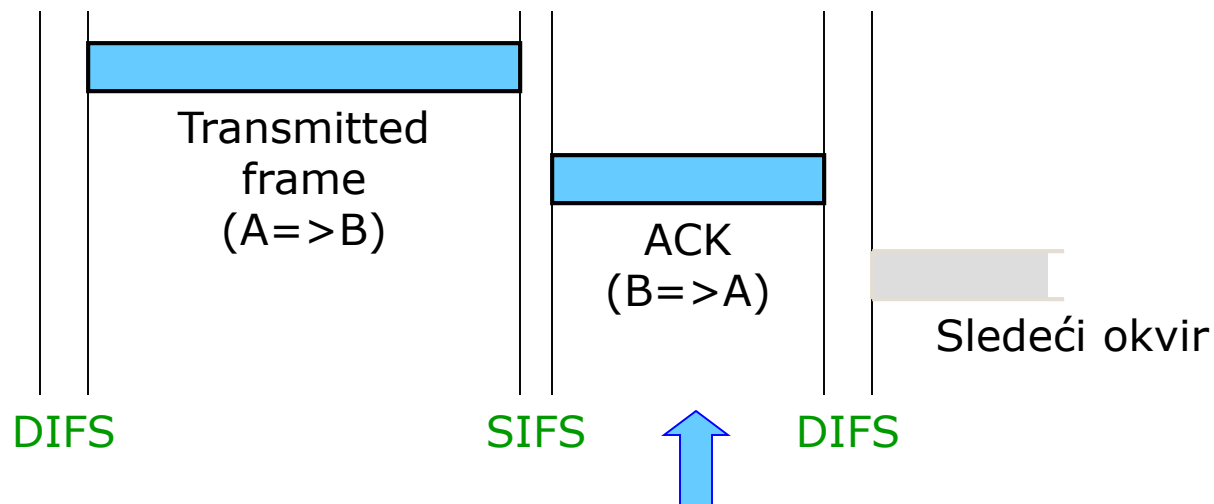 Transmitted
frame
(A=>B)
ACK
(B=>A)
Sledeći okvir
DIFS
SIFS
DIFS